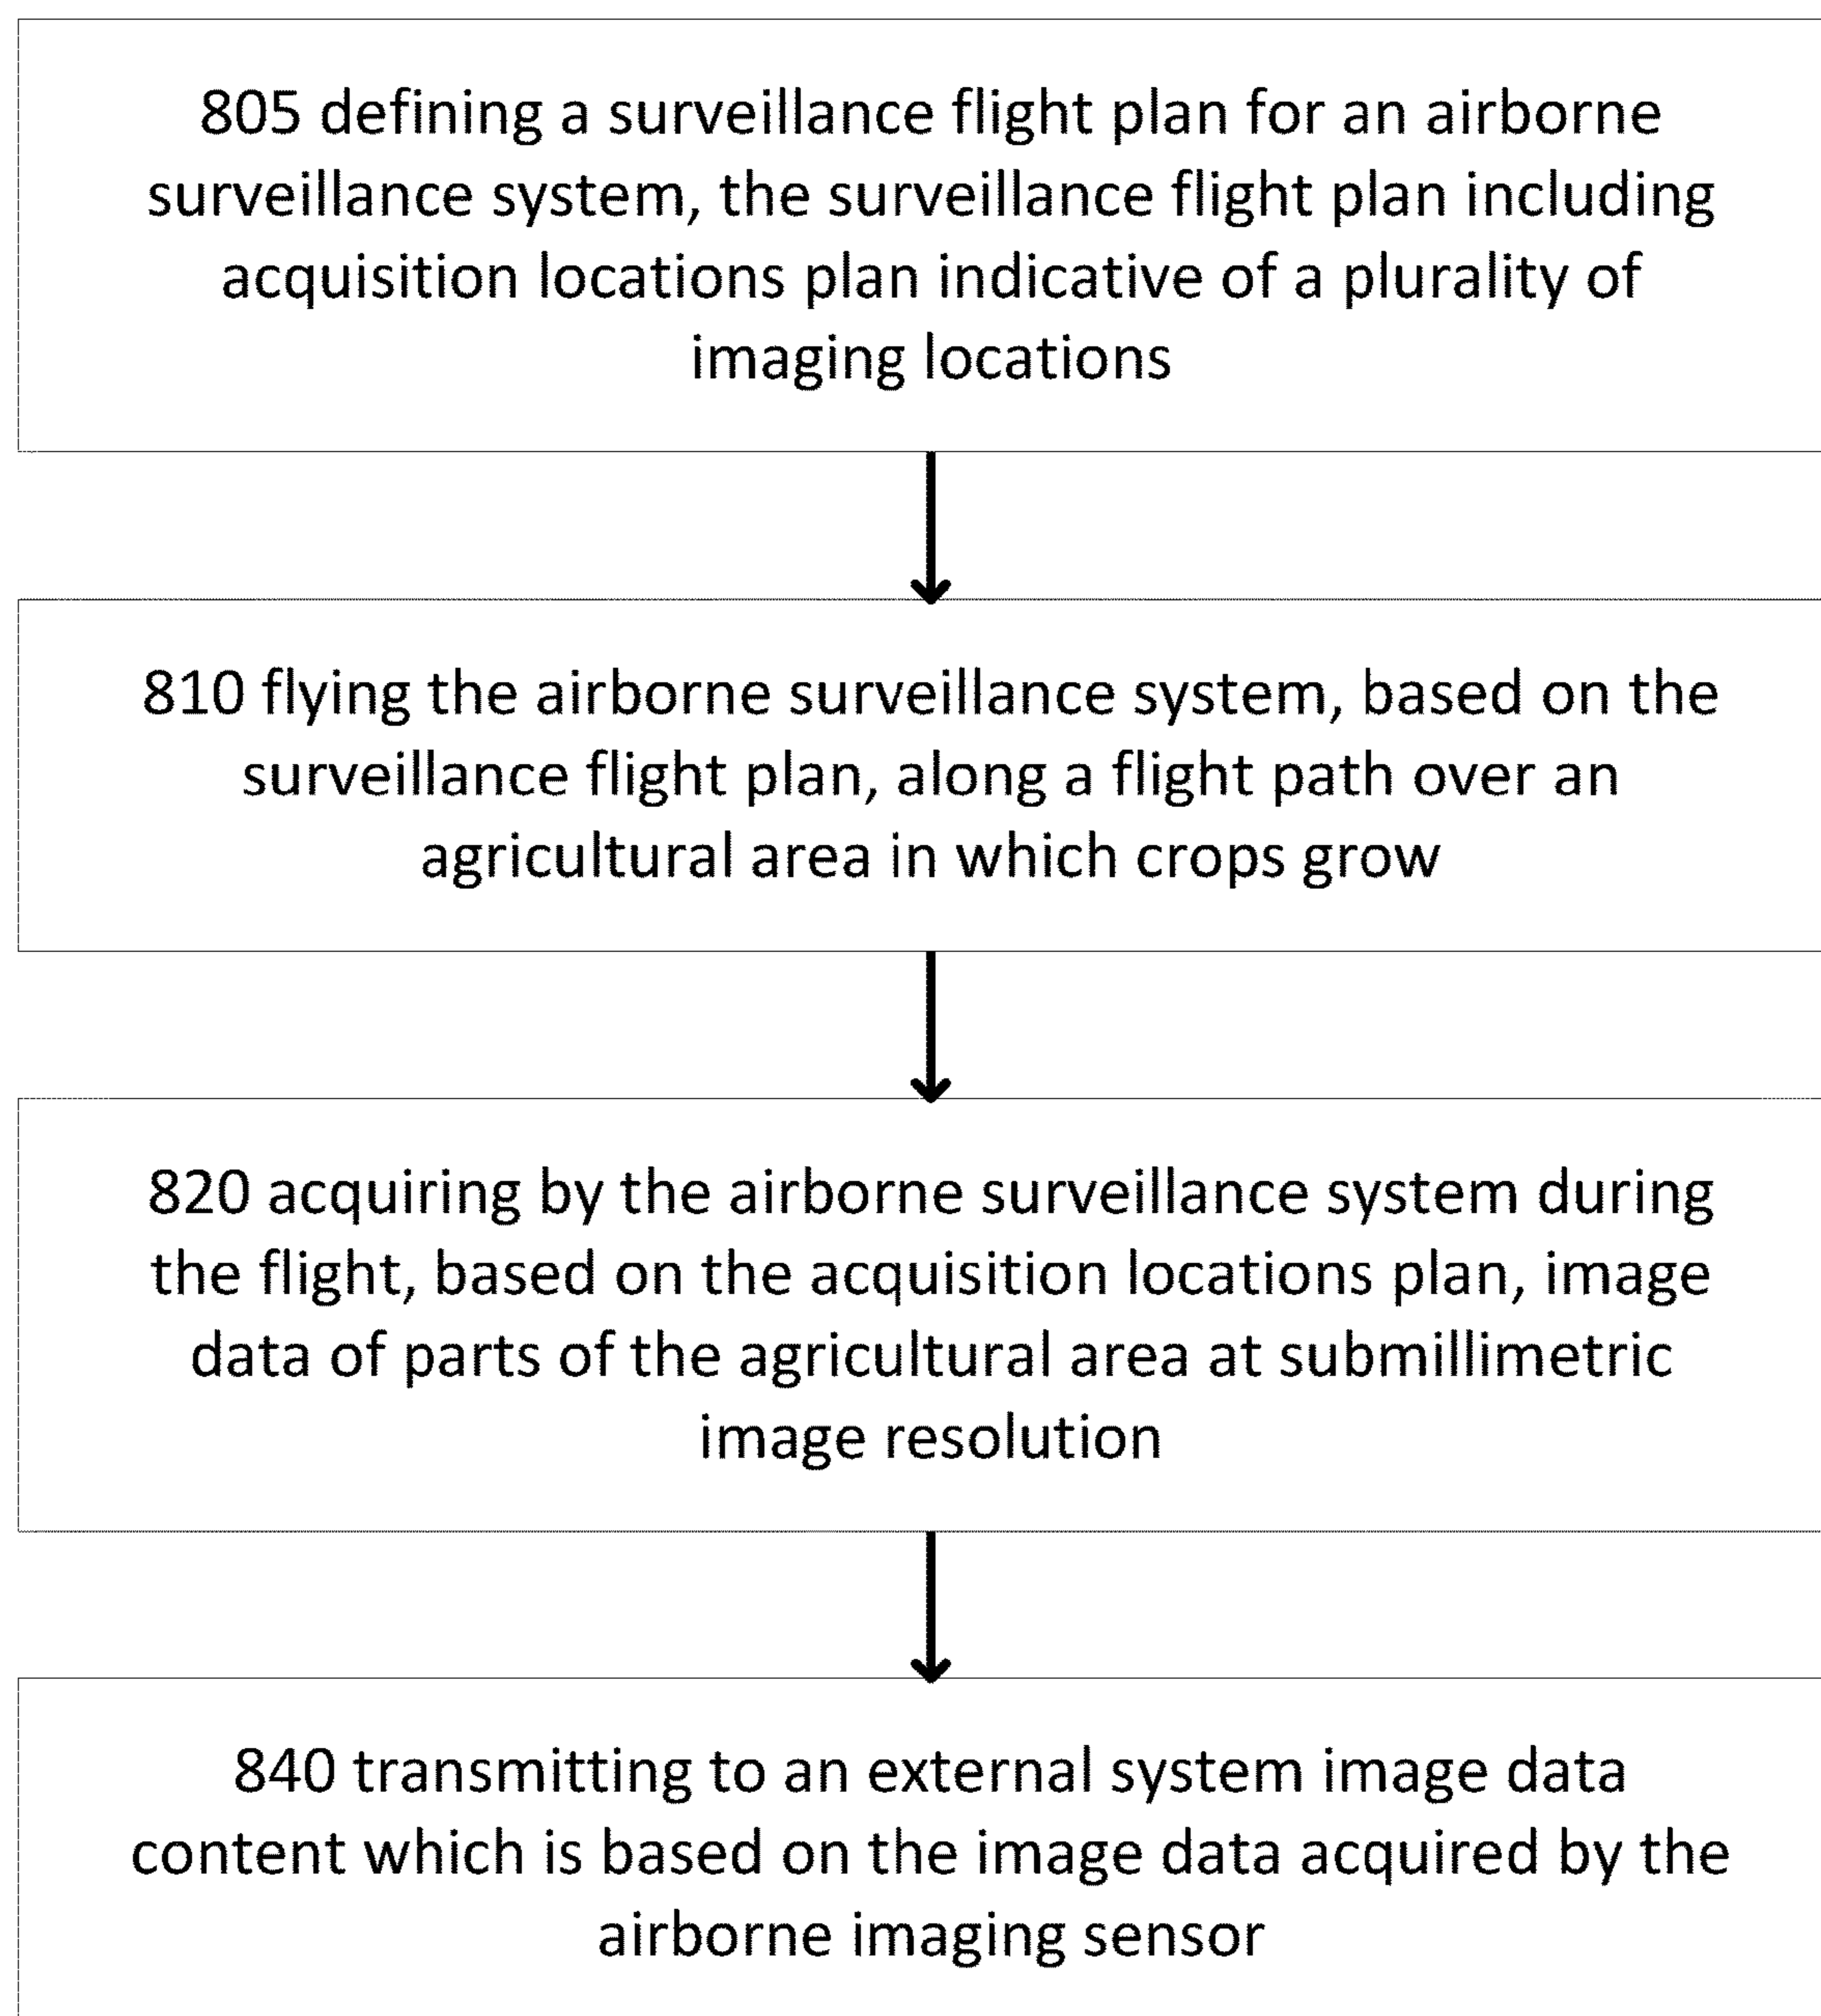 805 defining a surveillance flight plan for an airborne
surveillance system, the surveillance flight plan including
acquisition locations plan indicative of a plurality of
imaging locations
810 flying the airborne surveillance system, based on the
surveillance flight plan, along a flight path over an
agricultural area in which crops grow
820 acquiring by the airborne surveillance system during
the flight, based on the acquisition locations plan, image
data of parts of the agricultural area at submillimetric
image resolution
840 transmitting to an external system image data
content which is based on the image data acquired by the
airborne imaging sensor